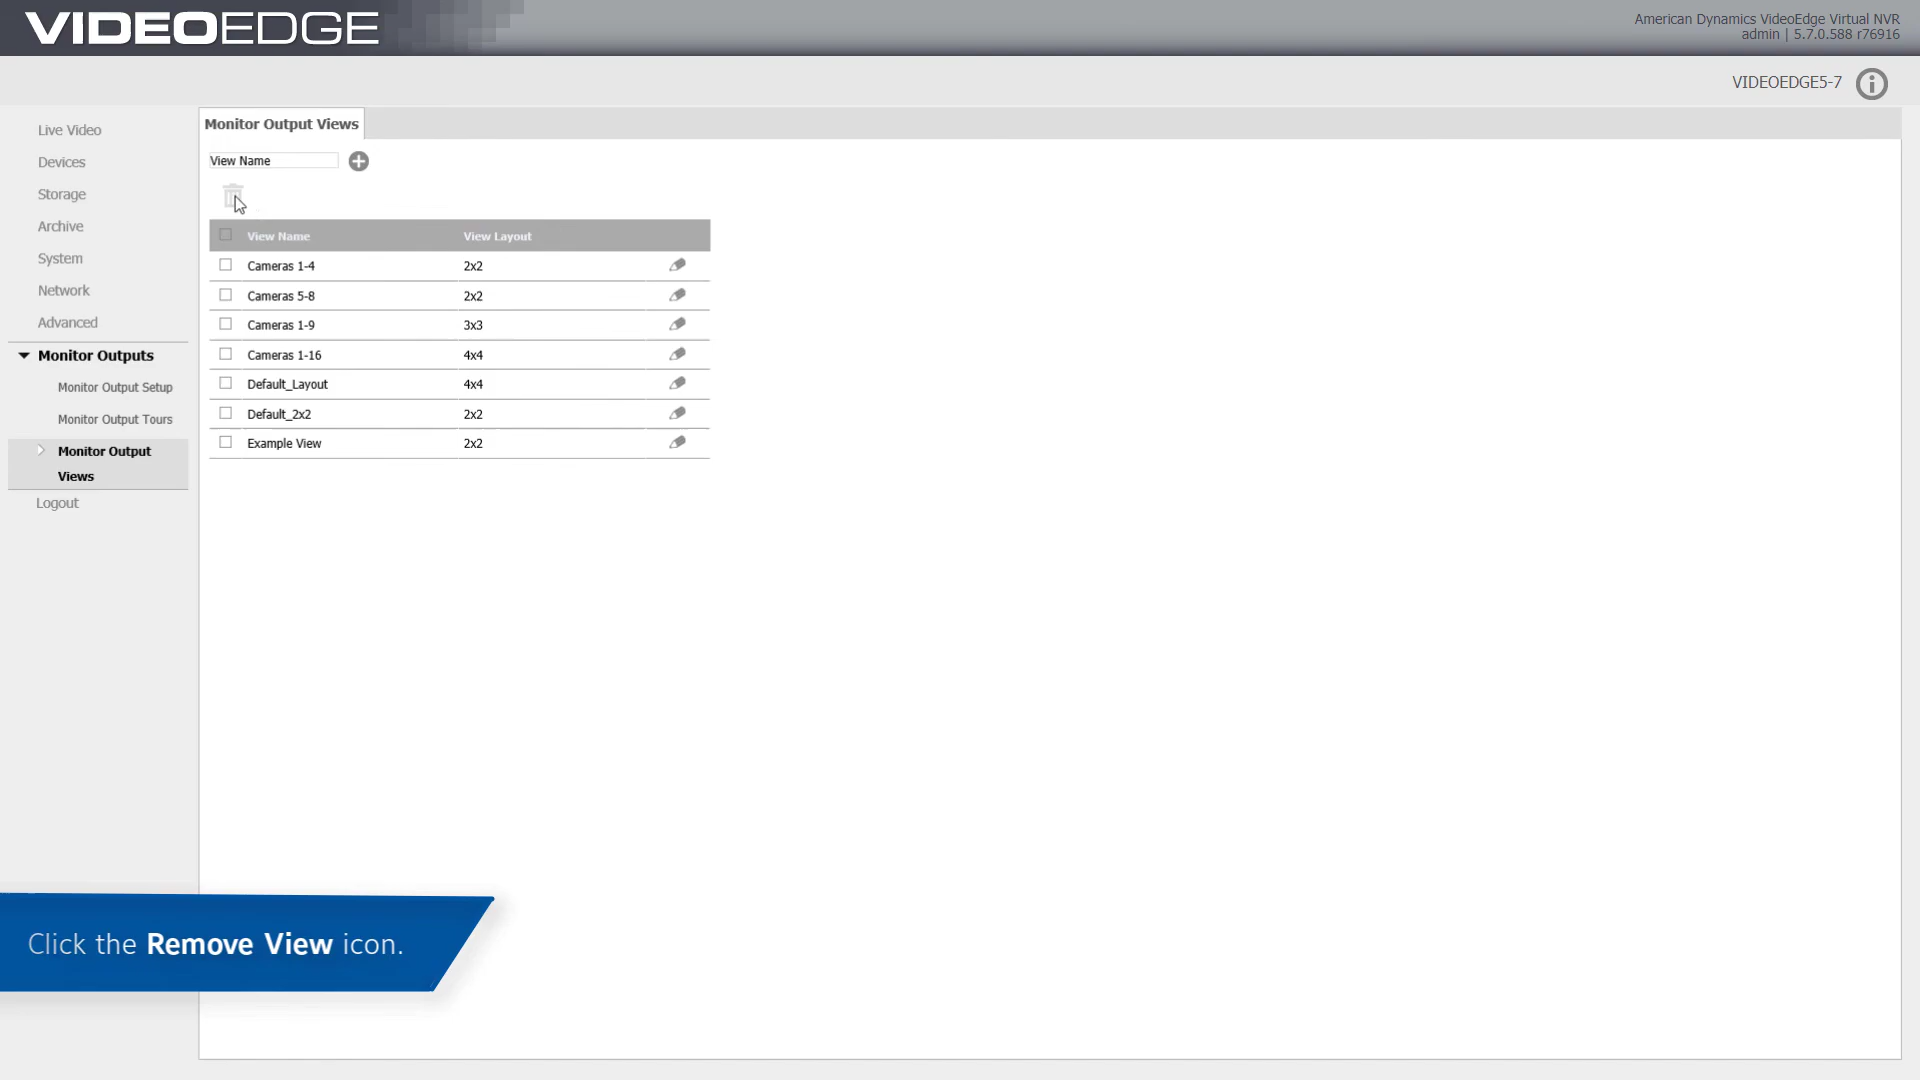 VIDEOEDGE
American Dynamics VideoEdge Virtual NVR
admin | 5.7.0.588 r76916
VIDEOEDGE5-7
Live Video
Devices
Storage
Archive
System
Network
Advanced
Monitor Outputs
Monitor Output Setup
Monitor Output Tours
Monitor Output
Views
Logout
Monitor Output Views
View Name
View Name View Layout
Cameras 1-4 2x2
Cameras 5-8 2x2
Cameras 1-9 3x3
Cameras 1-16 4x4
Default_Layout 4x4
Default_2x2 2x2
Example View 2x2
Click the Remove View icon.